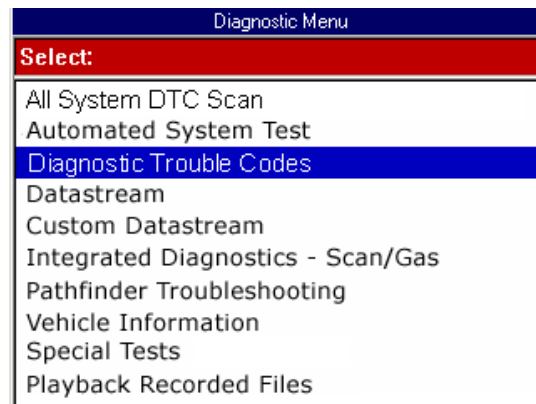 Diagnostic Menu
Select:
All System DTC Scan
Automated System Test
Diagnostic Trouble Codes
Datastream
Custom Datastream
Integrated Diagnostics - Scan/Gas
Pathfinder Troubleshooting
Vehicle Information
Special Tests
Playback Recorded Files